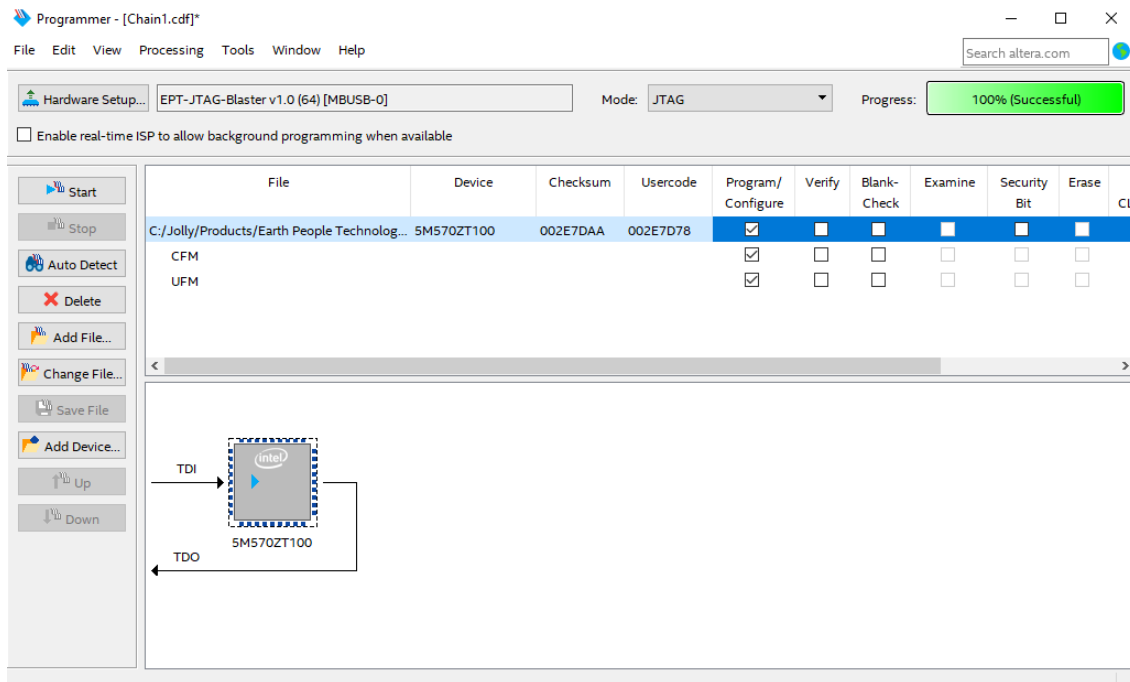 Programmer - [Chain1.cdf]*
File Edit View Processing Tools Window Help
Search altera.com
Hardware Setup... EPT-JTAG-Blaster v1.0 (64) [MBUSB-0] Mode: JTAG Progress: 100% (Successful)
Enable real-time ISP to allow background programming when available
Start
Stop
Auto Detect
Delete
Add File...
Change File...
Save File
Add Device...
Up
Down
File Device Checksum Usercode Program/ Verify Blank- Examine Security Erase
Configure Check Bit CL
C:/Jolly/Products/Earth People Technolog... 5M570ZT100 002E7DAA 002E7D78
CFM
UFM
intel
TDI
5M570ZT100
TDO